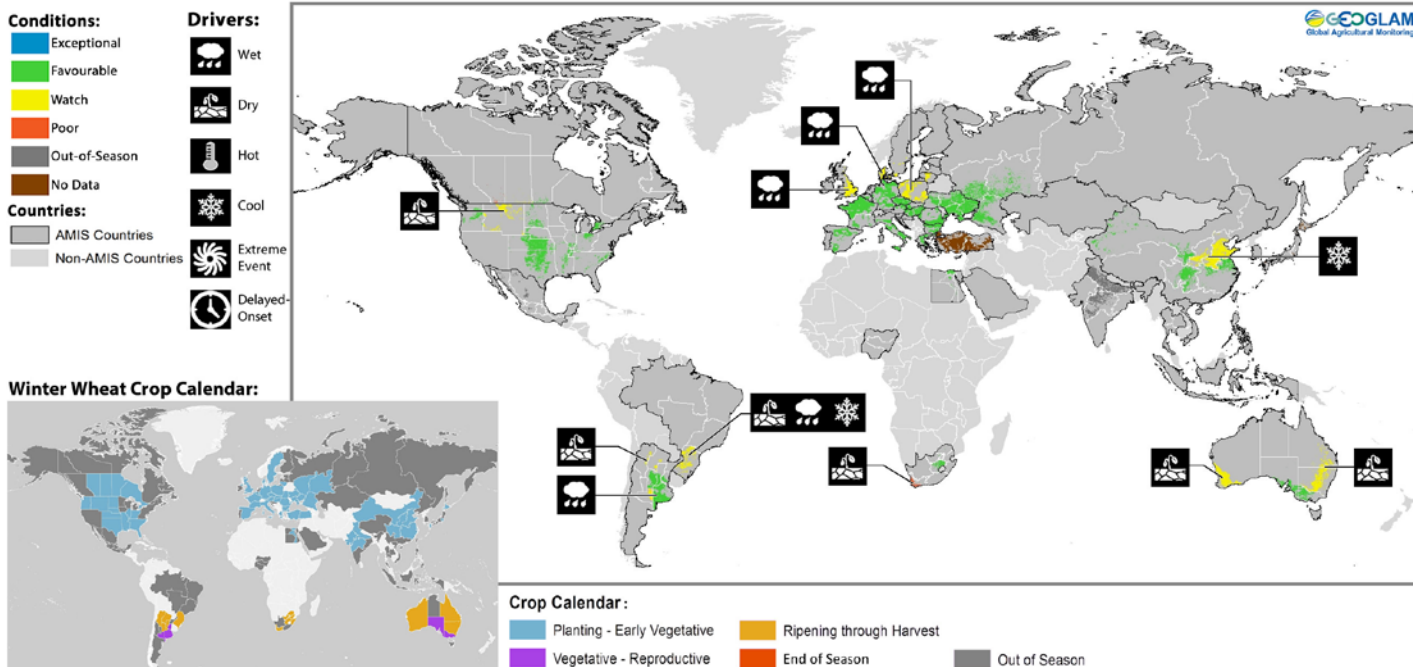 Conditions:
Exceptional
Favourable
Watch
Poor
Out-of-Season
No Data
Countries:
AMIS Countries
Non-AMIS Countries
Drivers:
Wet
Dry
Hot
Cool
Extreme
Event
Delayed-
Onset
GEOGLAM
Global Agricultural Monitoring
Winter Wheat Crop Calendar:
Crop Calendar:
Planting - Early Vegetative
Ripening through Harvest
Vegetative - Reproductive
End of Season
Out of Season